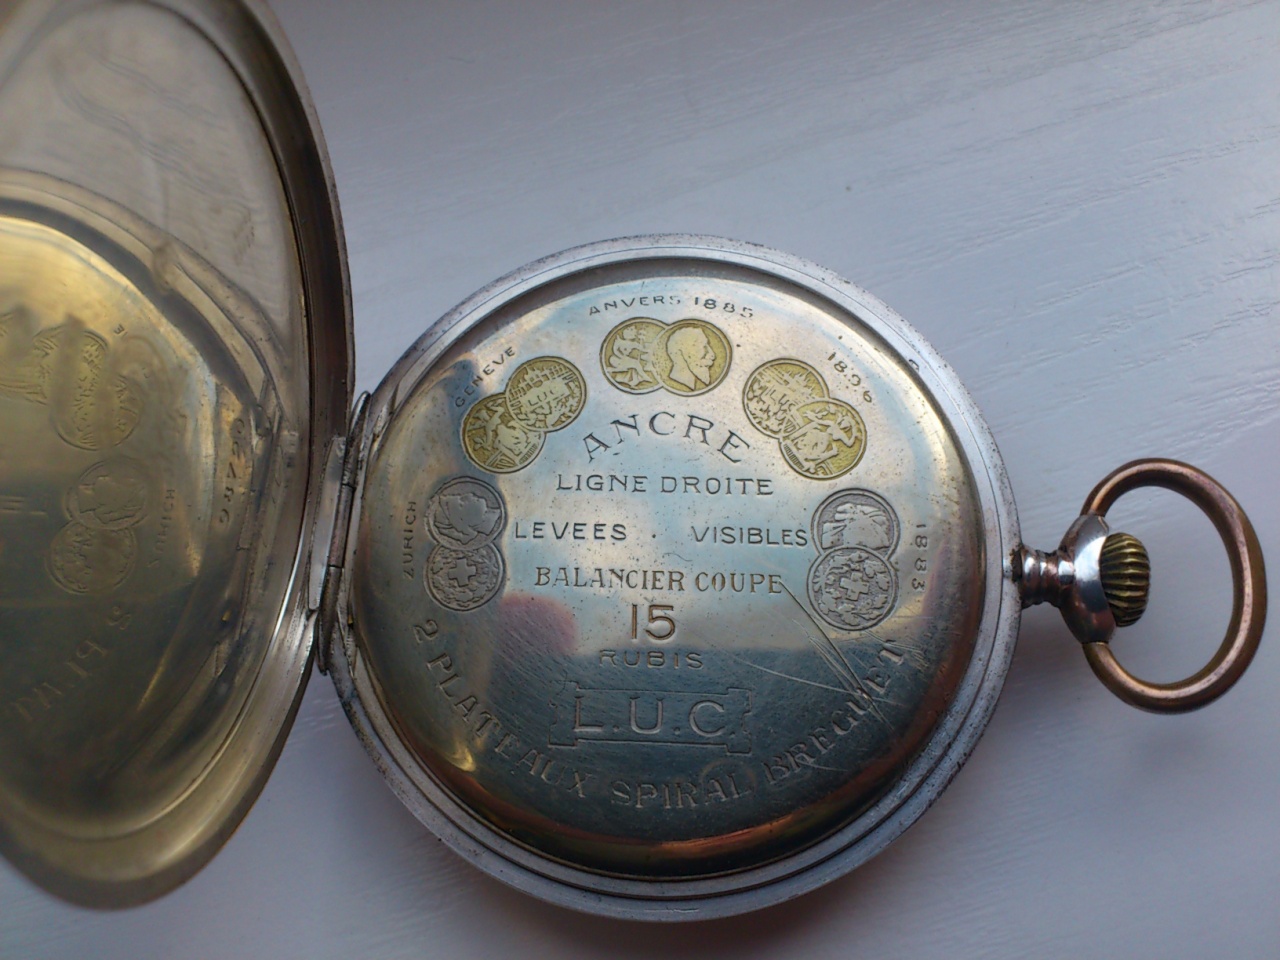 ANVERS 1885
GENEVE
1896
ANCRE
LIGNE DROITE
ZURICH
LEVEES VISIBLES
1883
BALANCIER COUPE
15
RUBIS
L.U.C
2 PLATEAUX SPIRAL BREGUET